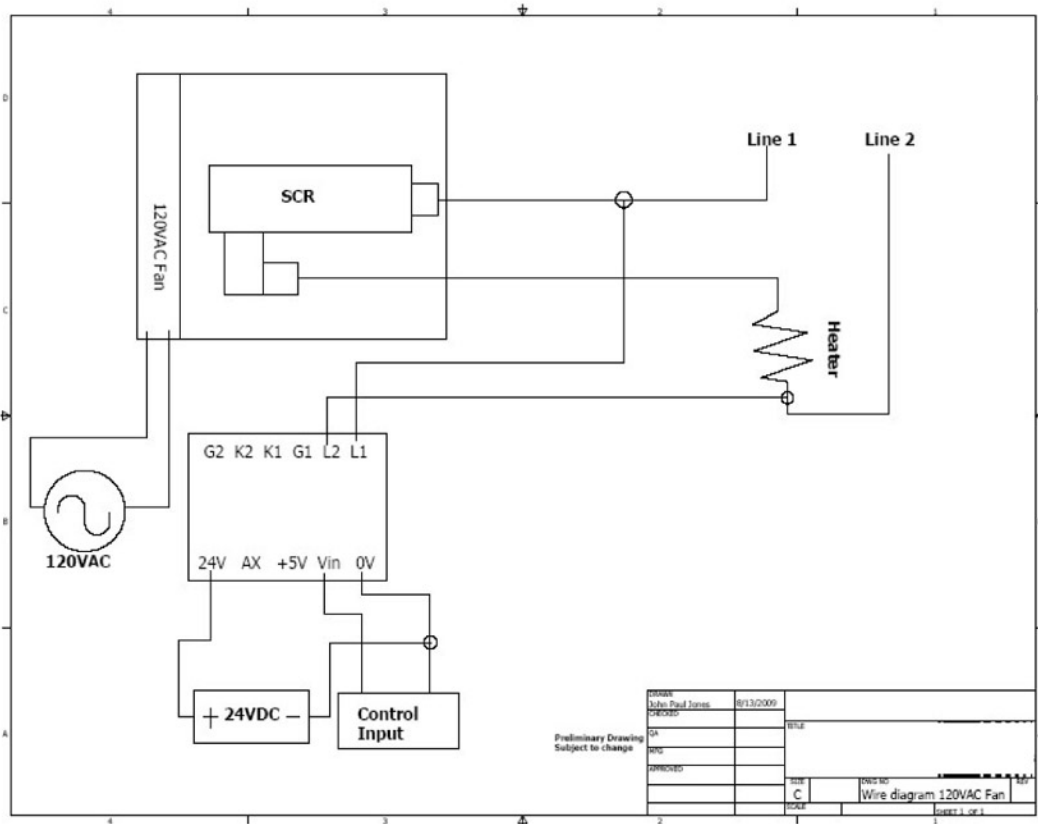 4
3
2
1
D
Line 1
Line 2
SCR
120VAC Fan
C
Heater
G2 K2 K1 G1 L2 L1
B
120VAC
24V AX +5V Vin 0V
+ 24VDC −
Control
Input
A
Preliminary Drawing
Subject to change
DRAWN
John Paul Jones
8/13/2009
CHECKED
QA
MFG
APPROVED
TITLE
SIZE
C
DWG NO
Wire diagram 120VAC Fan
REV
SCALE
SHEET 1 OF 1
4
3
2
1